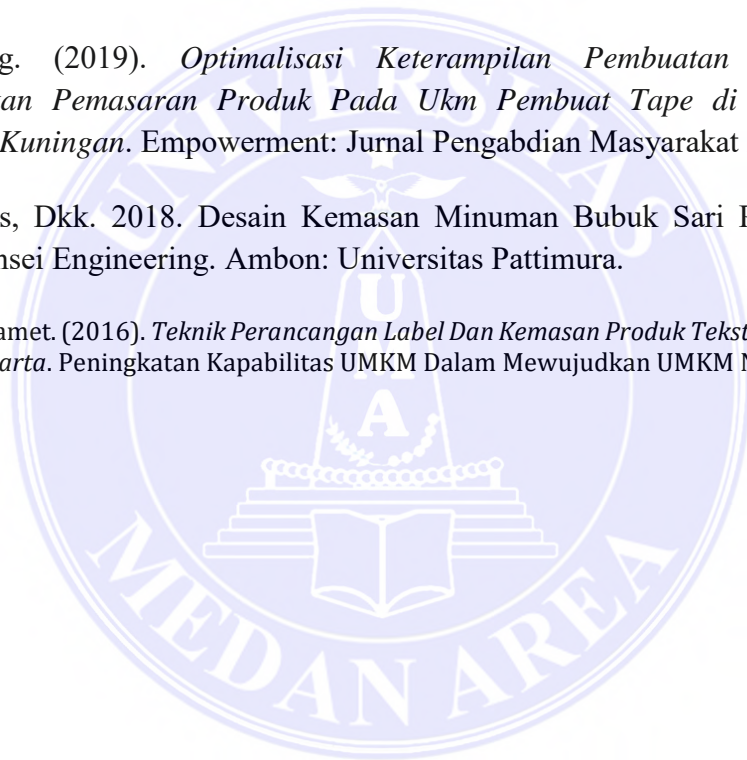 g. (2019). Optimalisasi Keterampilan Pembuatan
an Pemasaran Produk Pada Ukm Pembuat Tape di
Kuningan. Empowerment: Jurnal Pengabdian Masyarakat
s, Dkk. 2018. Desain Kemasan Minuman Bubuk Sari
nsei Engineering. Ambon: Universitas Pattimura.
amet. (2016). Teknik Perancangan Label Dan Kemasan Produk Tekst
arta. Peningkatan Kapabilitas UMKM Dalam Mewujudkan UMKM
UNIVERSITAS
U
M
A
MEDAN AREA